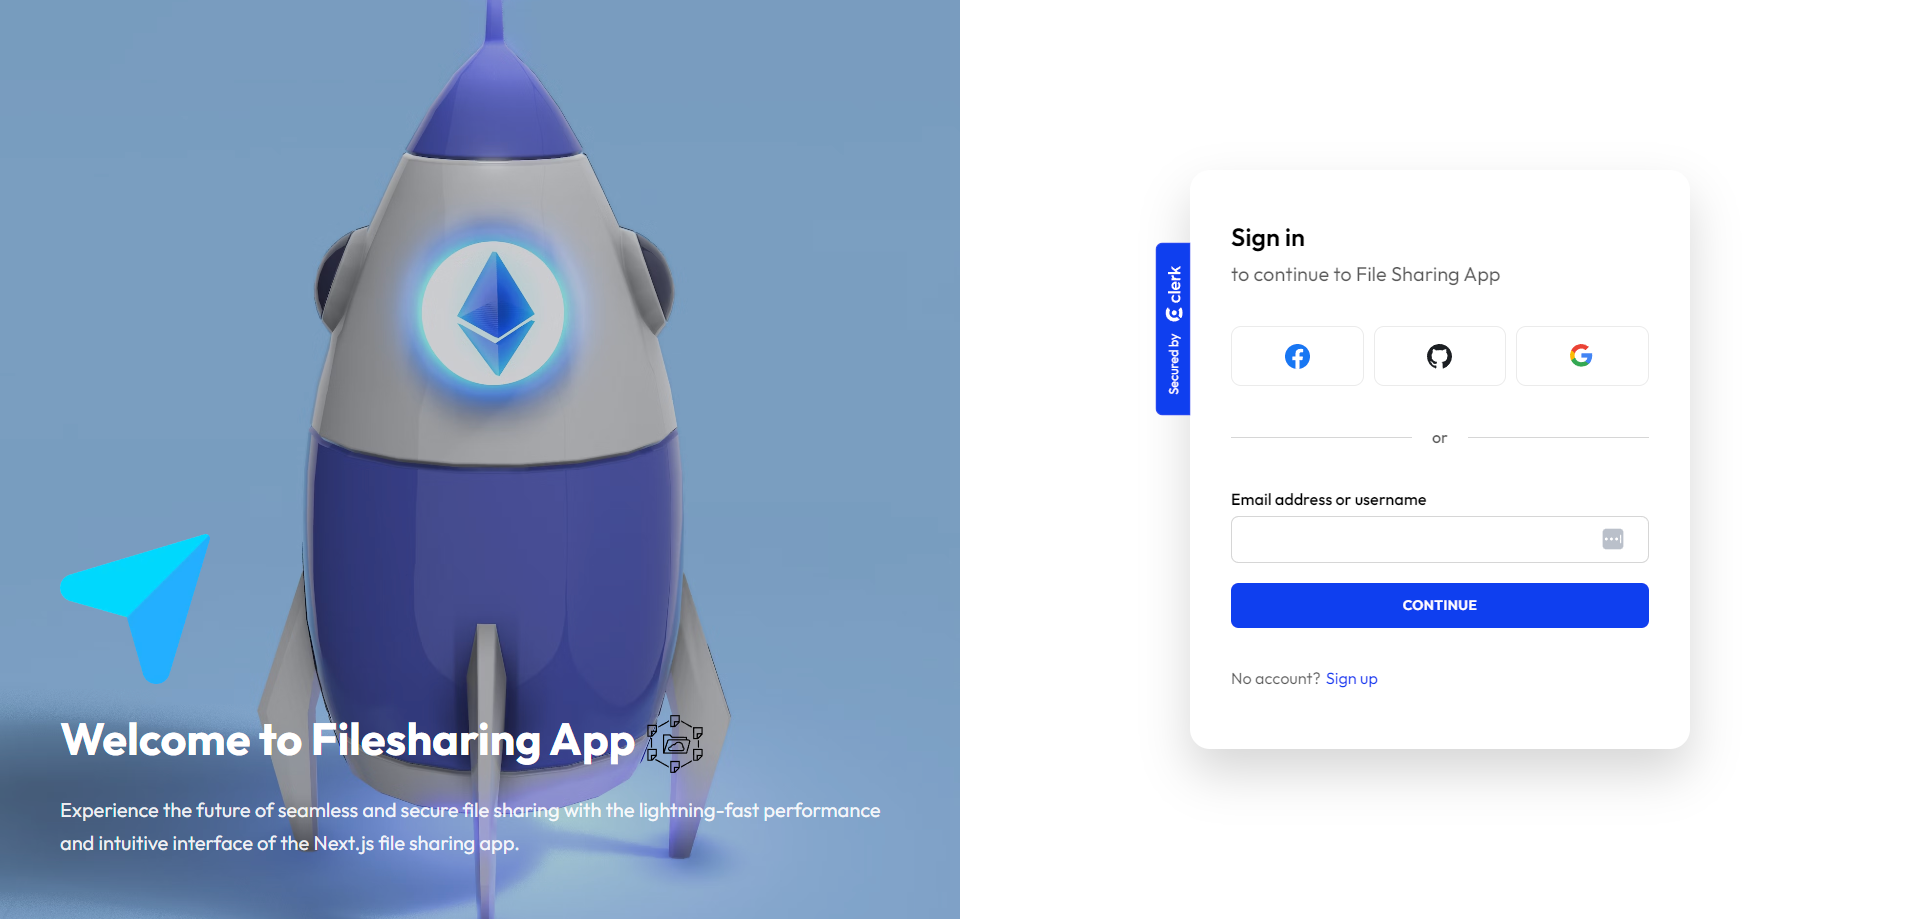 Welcome to Filesharing App
Experience the future of seamless and secure file sharing with the lightning-fast performance
and intuitive interface of the Next.js file sharing app.
Secured by clerk
Sign in
to continue to File Sharing App
or
Email address or username
CONTINUE
No account? Sign up